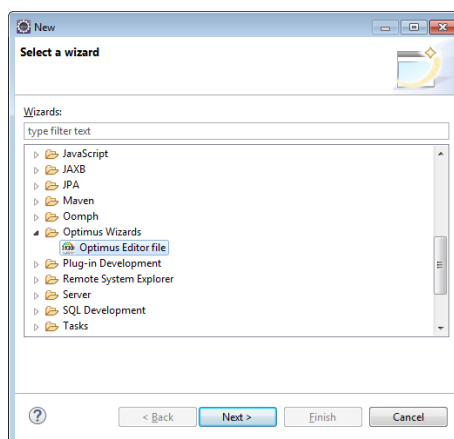 New
Select a wizard
Wizards:
type filter text
JavaScript
JAXB
JPA
Maven
Oomph
Optimus Wizards
Optimus Editor file
Plug-in Development
Remote System Explorer
Server
SQL Development
Tasks
? < Back Next > Finish Cancel